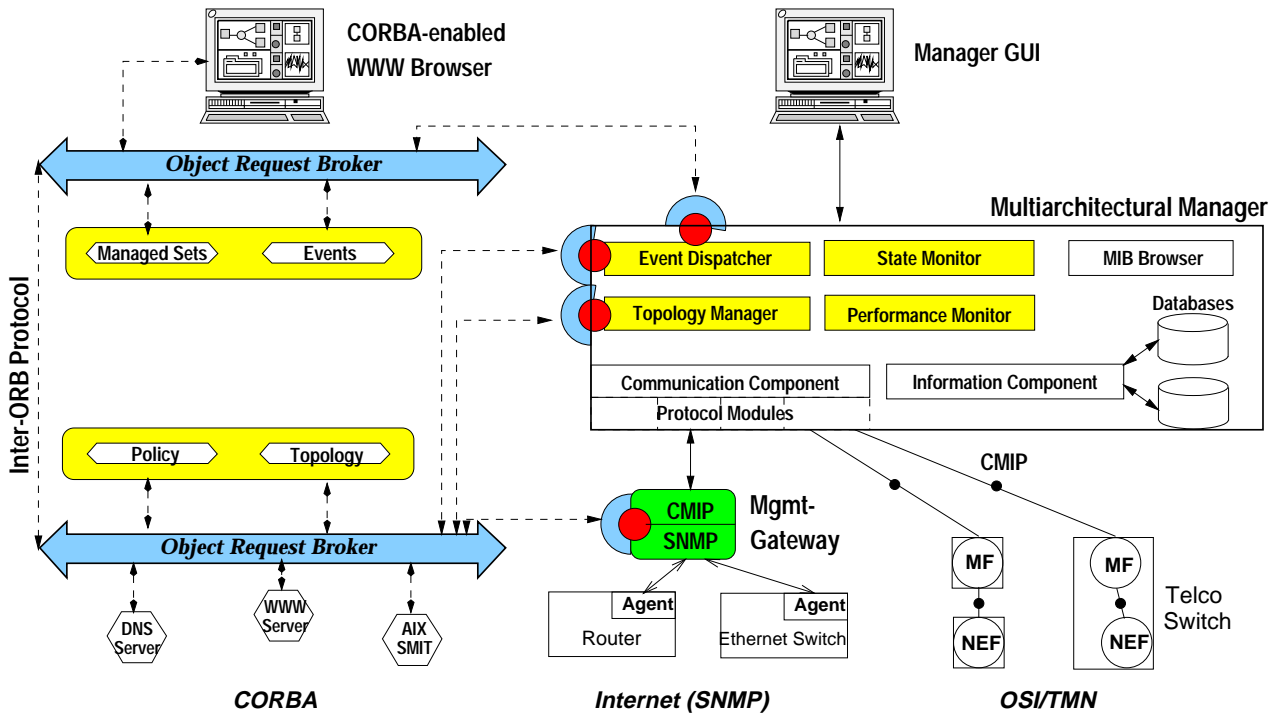 CORBA-enabled
WWW Browser
Manager GUI
Object Request Broker
Multiarchitectural Manager
Managed Sets
Events
Event Dispatcher
State Monitor
MIB Browser
Topology Manager
Performance Monitor
Databases
Inter-ORB Protocol
Communication Component
Information Component
Protocol Modules
Policy
Topology
CMIP
CMIP
SNMP
Mgmt-
Gateway
Object Request Broker
DNS
Server
WWW
Server
AIX
SMIT
Agent
Router
Agent
Ethernet Switch
MF
NEF
MF
NEF
Telco
Switch
CORBA
Internet (SNMP)
OSI/TMN